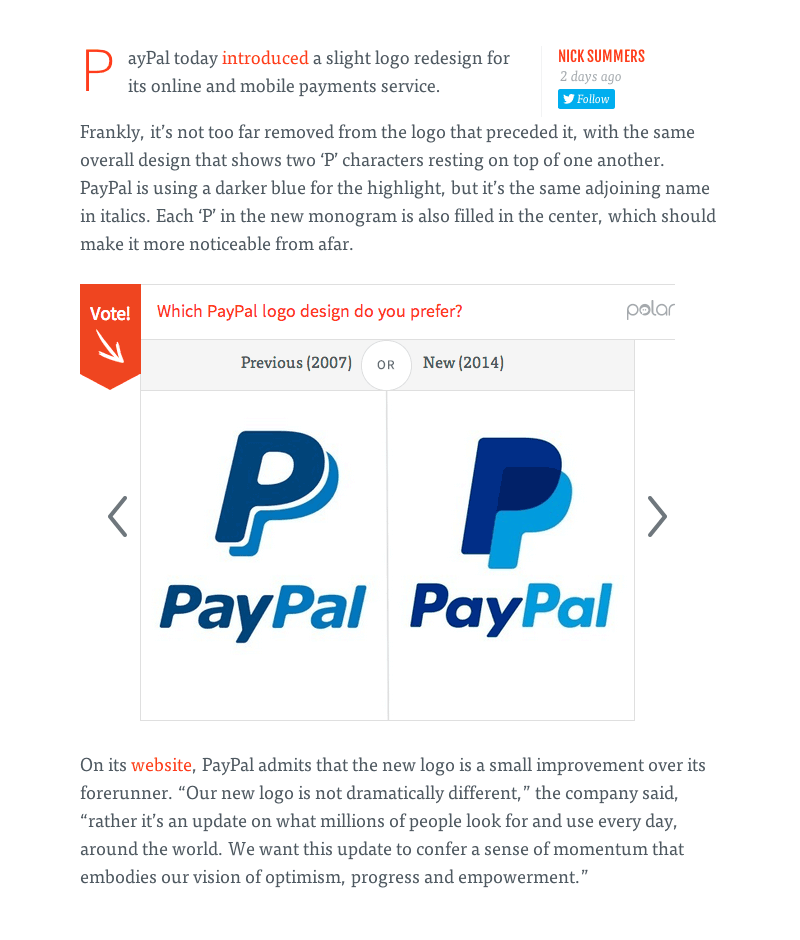 PayPal today introduced a slight logo redesign for
its online and mobile payments service.
NICK SUMMERS
2 days ago
Follow
Frankly, it’s not too far removed from the logo that preceded it, with the same
overall design that shows two ‘P’ characters resting on top of one another.
PayPal is using a darker blue for the highlight, but it’s the same adjoining name
in italics. Each ‘P’ in the new monogram is also filled in the center, which should
make it more noticeable from afar.
Vote!
Which PayPal logo design do you prefer?
polar
Previous (2007) OR New (2014)
P P
PayPal PayPal
On its website, PayPal admits that the new logo is a small improvement over its
forerunner. “Our new logo is not dramatically different,” the company said,
“rather it’s an update on what millions of people look for and use every day,
around the world. We want this update to confer a sense of momentum that
embodies our vision of optimism, progress and empowerment.”